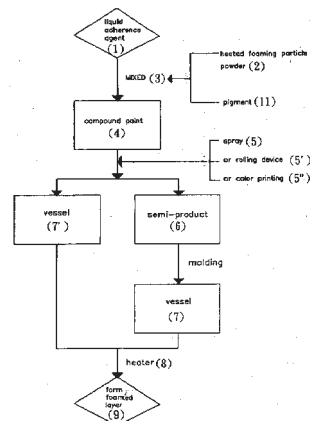 liquid
adherence
agent
(1)
heated foaming particle
powder (2)
MIXED (3)
pigment (11)
compound paint
(4)
spray (5)
or rolling device (5')
or color printing (5")
vessel
(7')
semi-product
(6)
molding
vessel
(7)
heater (8)
form
foamed
layer
(9)